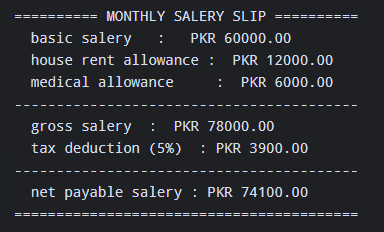 ========== MONTHLY SALERY SLIP ==========
  basic salery   :   PKR 60000.00
  house rent allowance :  PKR 12000.00
  medical allowance     :  PKR 6000.00
-----------------------------------------
  gross salery  :  PKR 78000.00
  tax deduction (5%)  : PKR 3900.00
-----------------------------------------
  net payable salery : PKR 74100.00
=========================================